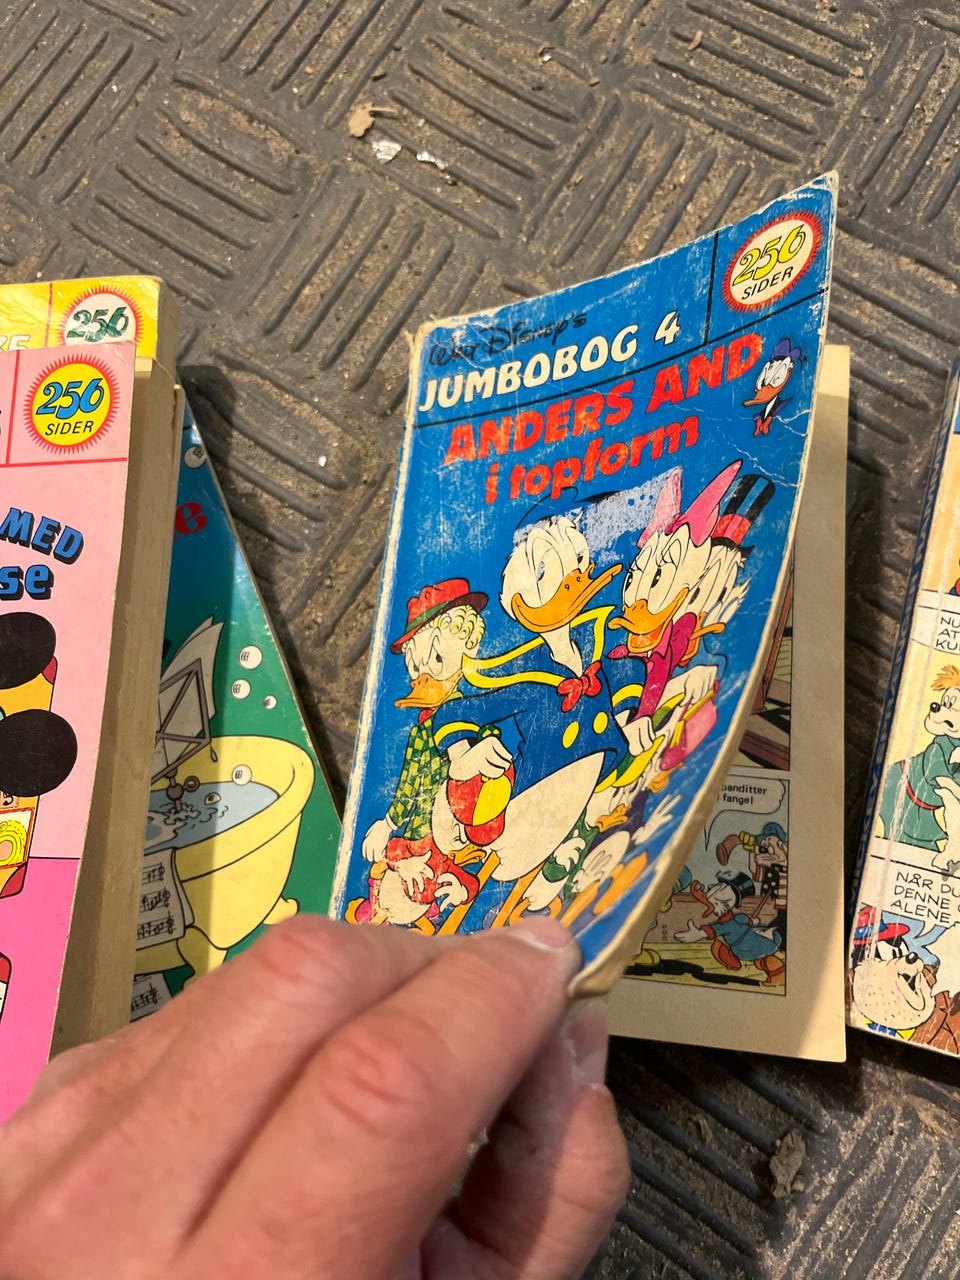 256
256
SIDER
MED
se
e
Walt Disney's
JUMBOBOG 4
256
SIDER
ANDERS AND
i topform
banditter
fange!
NU
AT
KU
NÅR DU
DENNE
ALENE